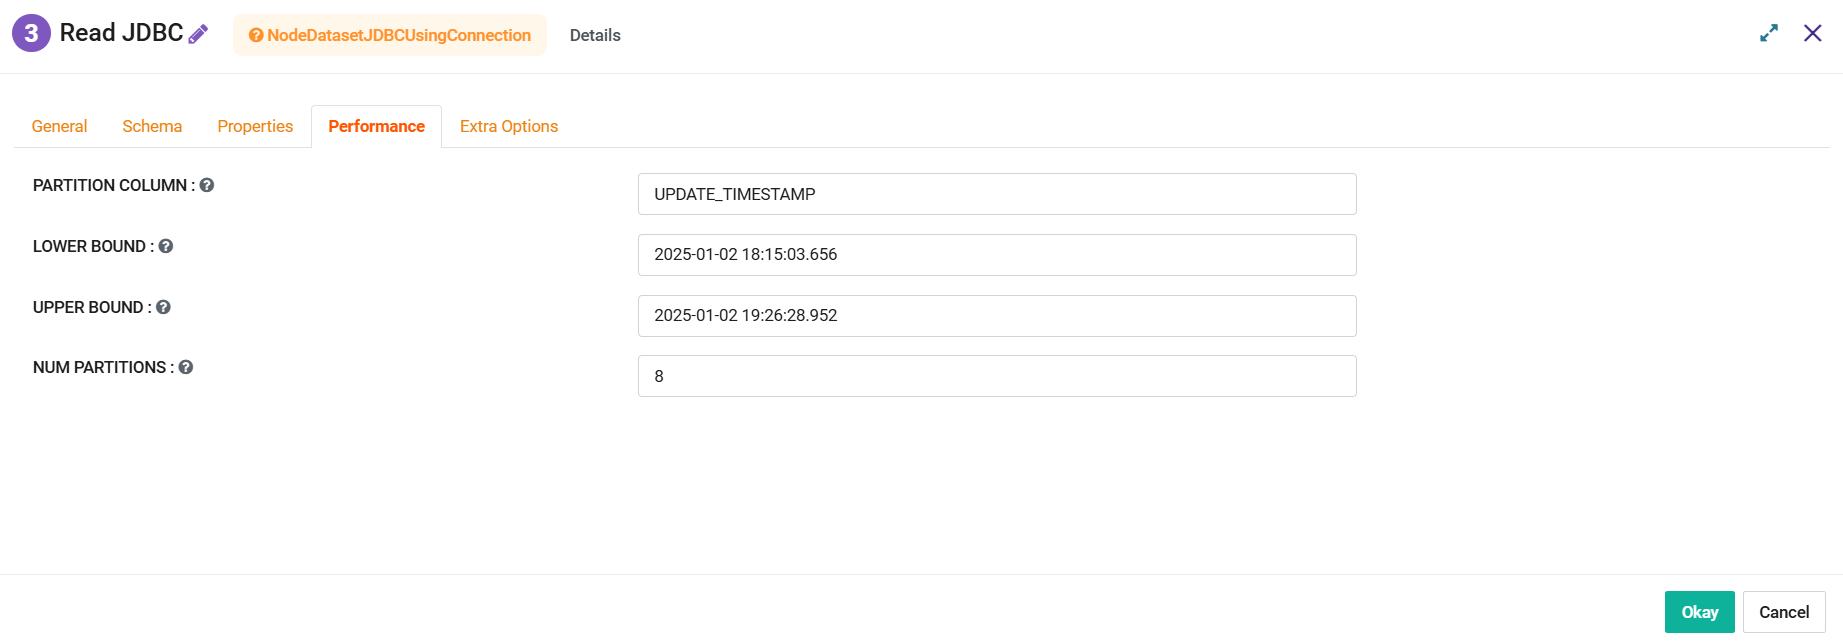 3 Read JDBC NodeDatasetJDBCUsingConnection Details
General Schema Properties Performance Extra Options
PARTITION COLUMN : UPDATE_TIMESTAMP
LOWER BOUND : 2025-01-02 18:15:03.656
UPPER BOUND : 2025-01-02 19:26:28.952
NUM PARTITIONS : 8
Okay Cancel